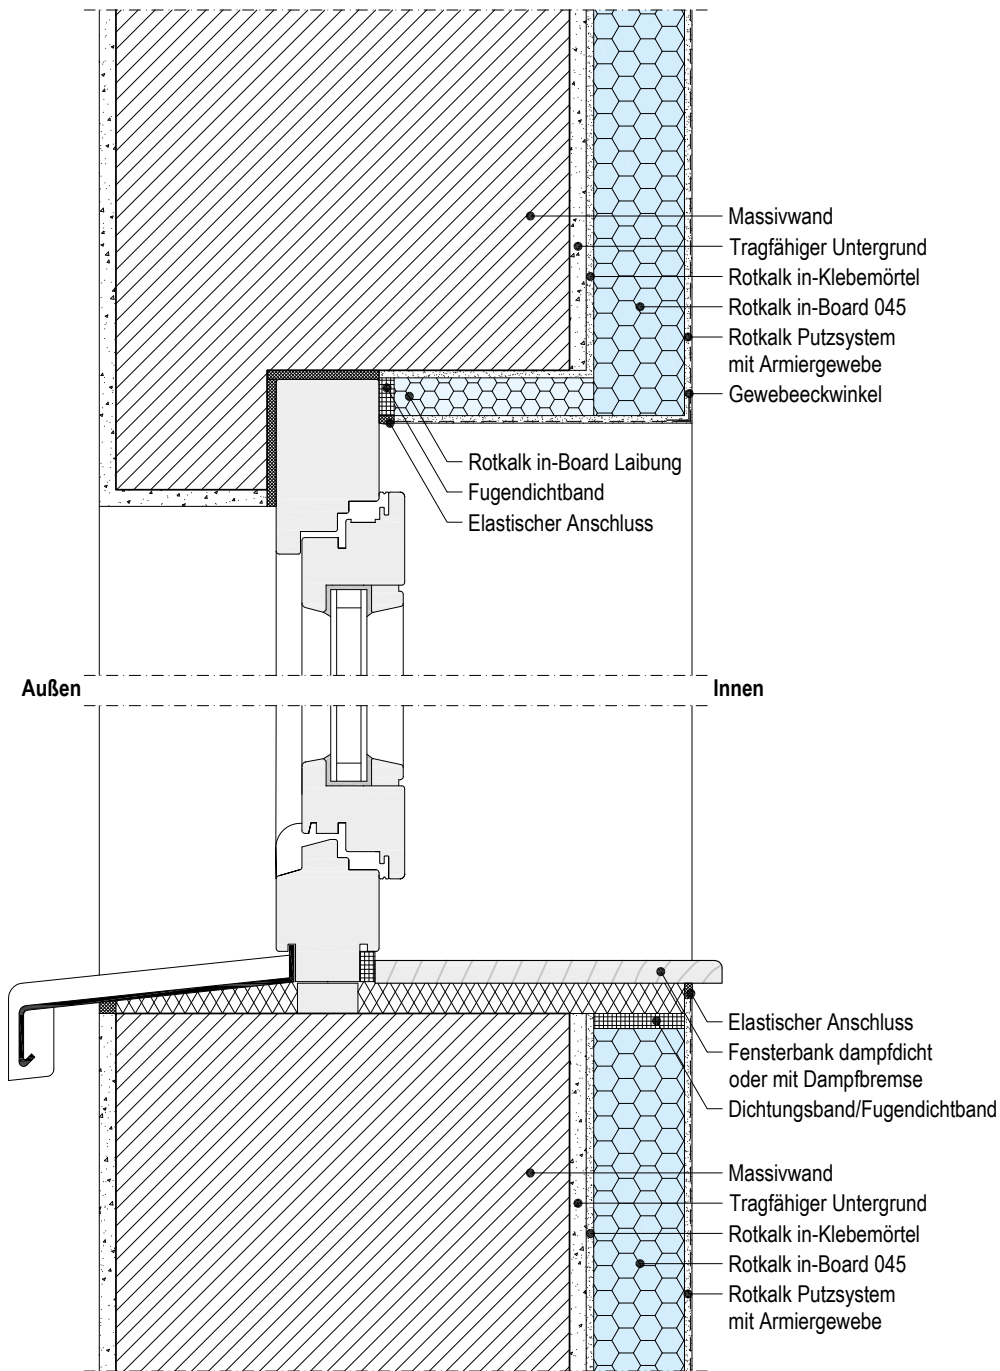 Massivwand
Tragfähiger Untergrund
Rotkalk in-Klebemörtel
Rotkalk in-Board 045
Rotkalk Putzsystem
mit Armiergewebe
Gewebeeckwinkel
Rotkalk in-Board Laibung
Fugendichtband
Elastischer Anschluss
Außen
Innen
Elastischer Anschluss
Fensterbank dampfdicht
oder mit Dampfbremse
Dichtungsband/Fugendichtband
Massivwand
Tragfähiger Untergrund
Rotkalk in-Klebemörtel
Rotkalk in-Board 045
Rotkalk Putzsystem
mit Armiergewebe